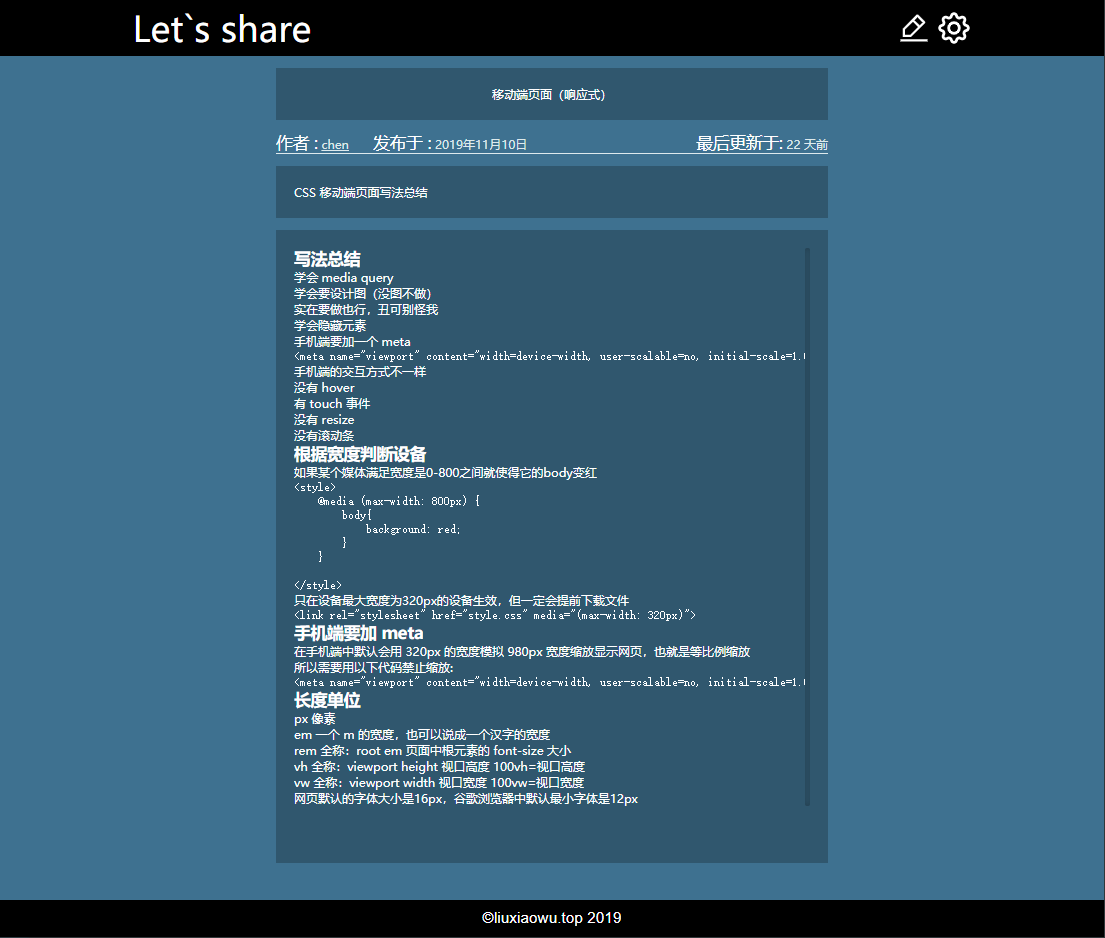 Let`s share
移动端页面（响应式）
作者 : chen 发布于 : 2019年11月10日 最后更新于: 22 天前
CSS 移动端页面写法总结
写法总结
学会 media query
学会要设计图（没图不做）
实在要做也行，丑可别怪我
学会隐藏元素
手机端要加一个 meta
<meta name="viewport" content="width=device-width, user-scalable=no, initial-scale=1.
手机端的交互方式不一样
没有 hover
有 touch 事件
没有 resize
没有滚动条
根据宽度判断设备
如果某个媒体满足宽度是0-800之间就使得它的body变红
<style>
@media (max-width: 800px) {
body{
background: red;
}
}
</style>
只在设备最大宽度为320px的设备生效，但一定会提前下载文件
<link rel="stylesheet" href="style.css" media="(max-width: 320px)">
手机端要加 meta
在手机端中默认会用 320px 的宽度模拟 980px 宽度缩放显示网页，也就是等比例缩放
所以需要用以下代码禁止缩放:
<meta name="viewport" content="width=device-width, user-scalable=no, initial-scale=1.
长度单位
px 像素
em 一个 m 的宽度，也可以说成一个汉字的宽度
rem 全称：root em 页面中根元素的 font-size 大小
vh 全称：viewport height 视口高度 100vh=视口高度
vw 全称：viewport width 视口宽度 100vw=视口宽度
网页默认的字体大小是16px，谷歌浏览器中默认最小字体是12px
©liuxiaowu.top 2019